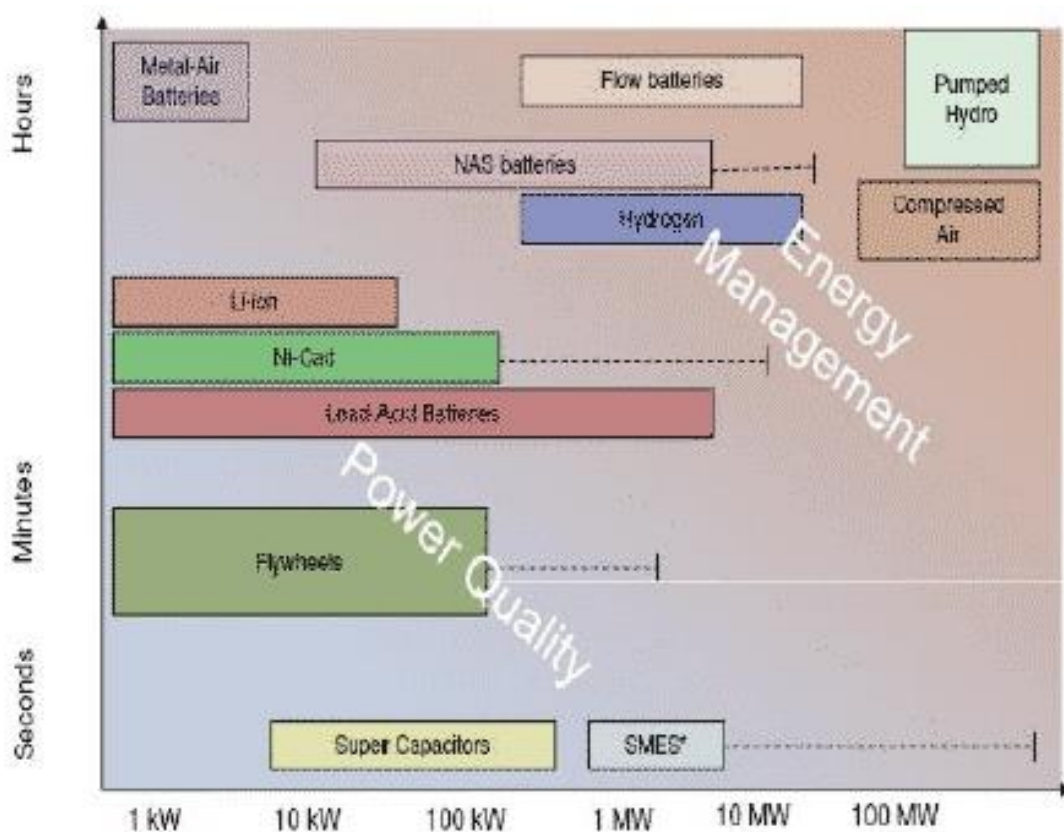 Hours
Minutes
Seconds
Metal-Air
Batteries
Flow batteries
Pumped
Hydro
NAS batteries
Hydrogen
Compressed
Air
Energy
Management
Li-ion
Ni-Cad
Lead-Acid Batteries
Power Quality
Flywheels
Super Capacitors
SMES*
1 kW 10 kW 100 kW 1 MW 10 MW 100 MW